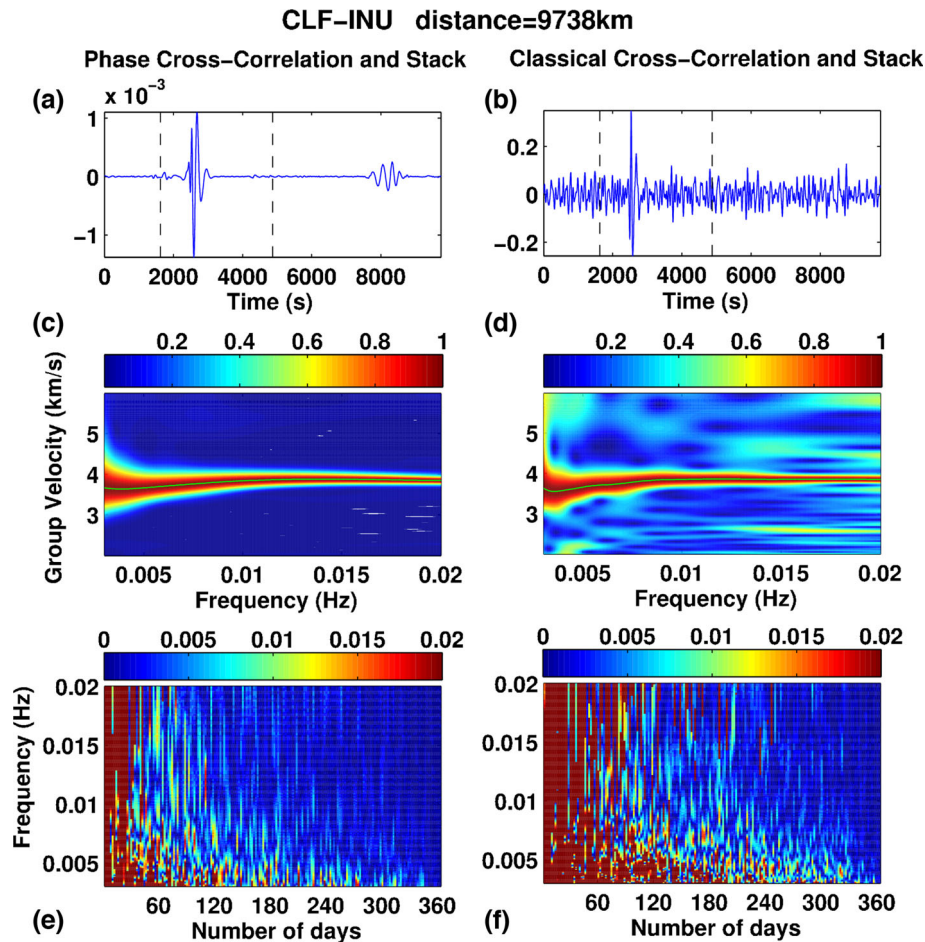 CLF-INU distance=9738km
Phase Cross-Correlation and Stack
Classical Cross-Correlation and Stack
(a)
x 10^-3
1
0
-1
0 2000 4000 6000 8000
Time (s)
(b)
0.2
0
-0.2
0 2000 4000 6000 8000
Time (s)
(c)
0.2 0.4 0.6 0.8 1
Group Velocity (km/s)
5
4
3
0.005 0.01 0.015 0.02
Frequency (Hz)
(d)
0.2 0.4 0.6 0.8 1
5
4
3
0.005 0.01 0.015 0.02
Frequency (Hz)
0 0.005 0.01 0.015 0.02
Frequency (Hz)
0.02
0.015
0.01
0.005
60 120 180 240 300 360
(e)
Number of days
0 0.005 0.01 0.015 0.02
0.02
0.015
0.01
0.005
60 120 180 240 300 360
(f)
Number of days